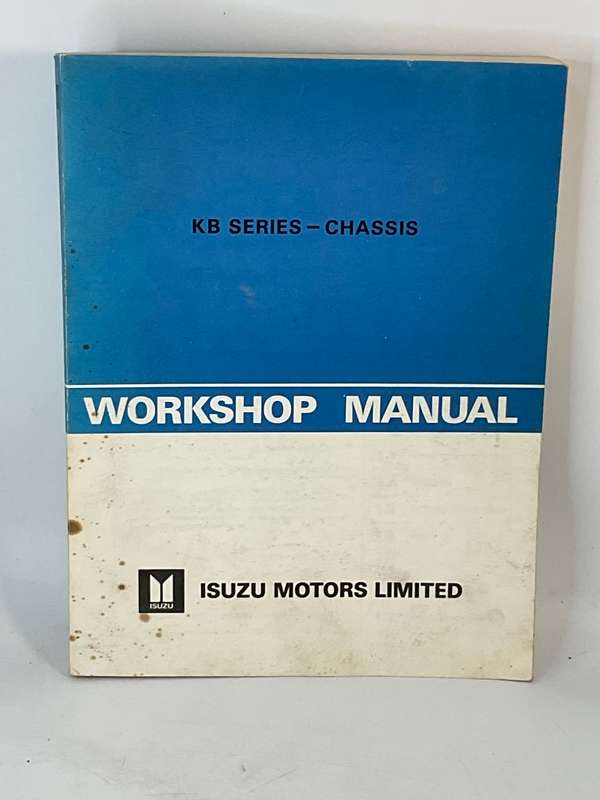 KB SERIES – CHASSIS
WORKSHOP MANUAL
ISUZU
ISUZU MOTORS LIMITED